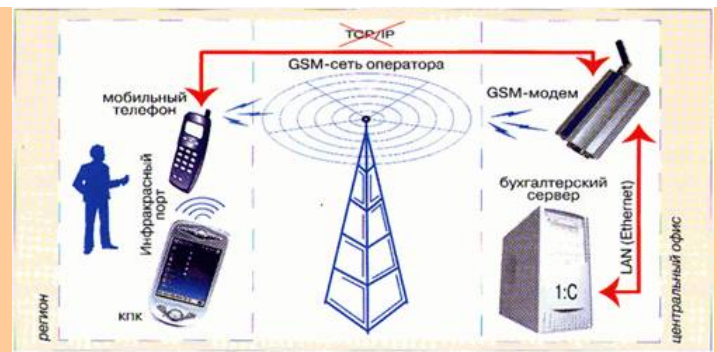 TCP/IP
GSM-сеть оператора
мобильный
телефон
GSM-модем
Инфракрасный
порт
бухгалтерский
сервер
LAN (Ethernet)
1:С
кпк
регион
центральный офис